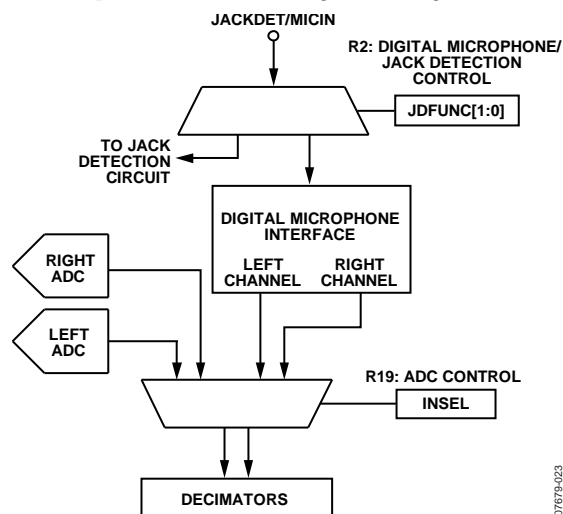 JACKDET/MICIN
R2: DIGITAL MICROPHONE/
JACK DETECTION
CONTROL
JDFUNC[1:0]
TO JACK
DETECTION
CIRCUIT
DIGITAL MICROPHONE
INTERFACE
LEFT
CHANNEL
RIGHT
CHANNEL
RIGHT
ADC
LEFT
ADC
R19: ADC CONTROL
INSEL
DECIMATORS
07679-023